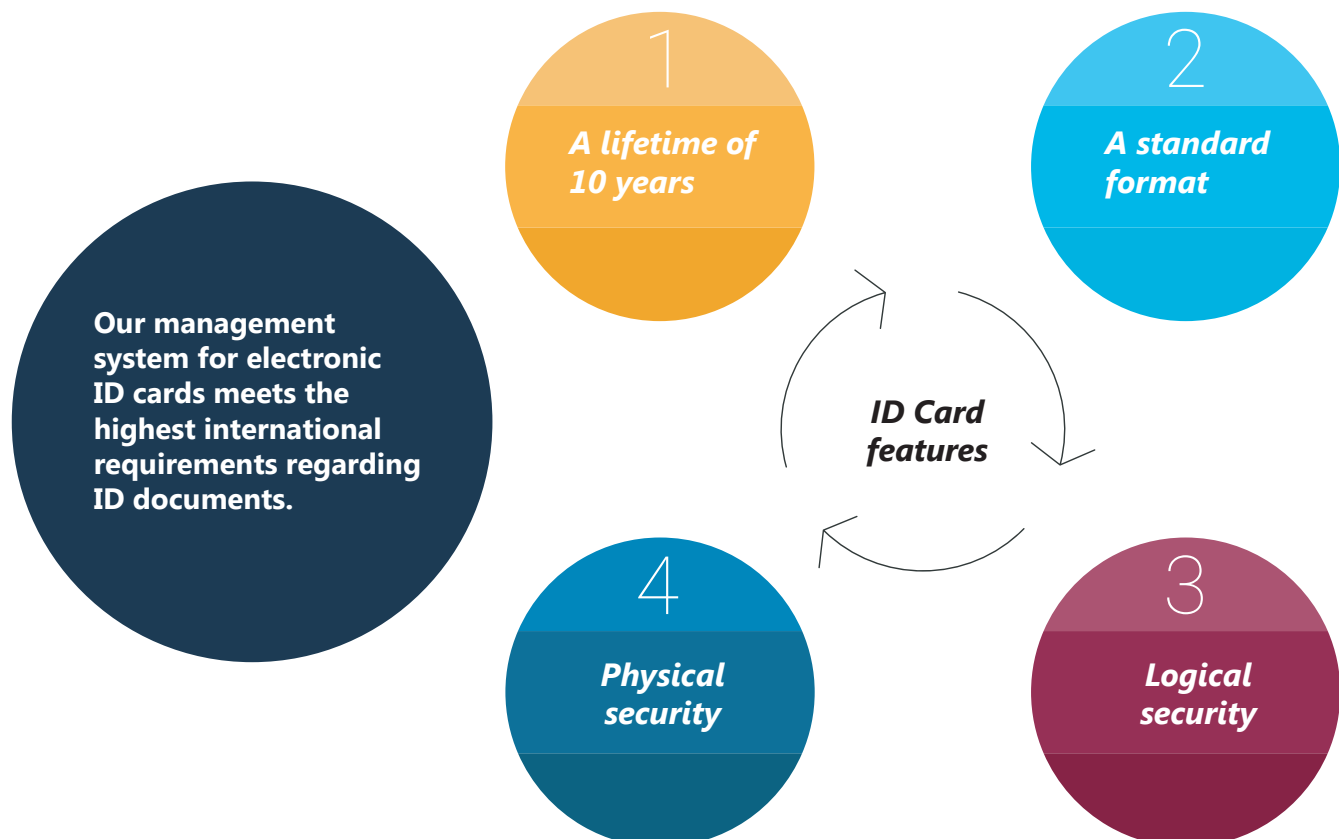 Our management
system for electronic
ID cards meets the
highest international
requirements regarding
ID documents.
1
A lifetime of
10 years
2
A standard
format
ID Card
features
3
Logical
security
4
Physical
security